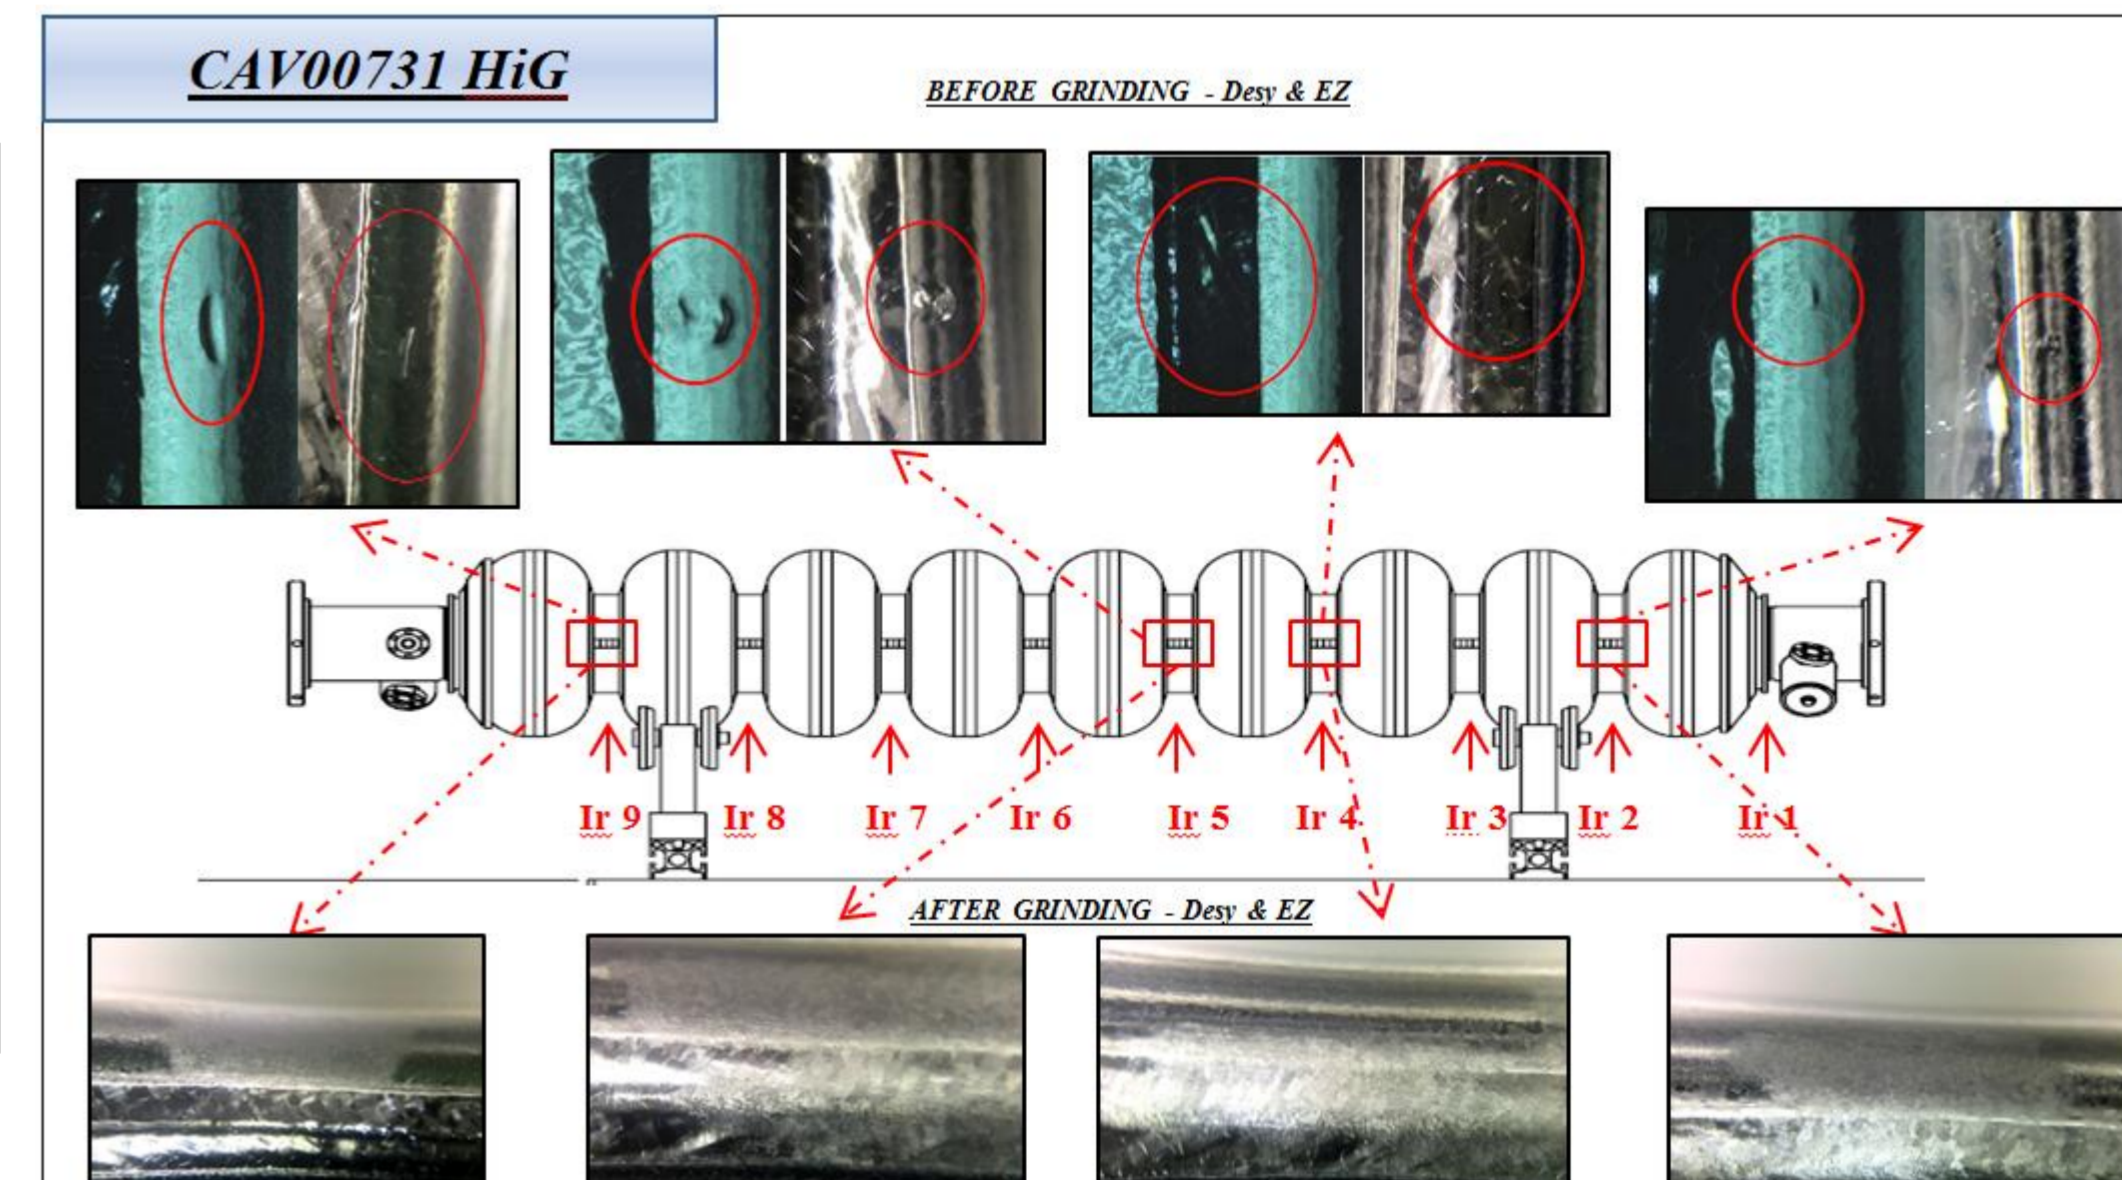 CAV00731 HiG
BEFORE GRINDING - Desy & EZ
Ir 9 Ir 8 Ir 7 Ir 6 Ir 5 Ir 4 Ir 3 Ir 2 Ir 1
AFTER GRINDING - Desy & EZ